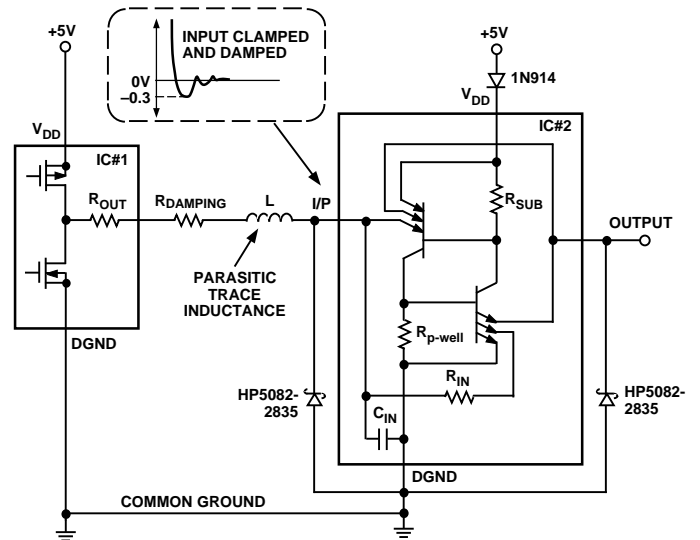 +5V
INPUT CLAMPED
AND DAMPED
0V
–0.3
+5V
1N914
VDD
VDD
IC#1
IC#2
ROUT
RDAMPING
L
I/P
RSUB
OUTPUT
PARASITIC
TRACE
INDUCTANCE
Rp-well
DGND
HP5082-
2835
RIN
HP5082-
2835
CIN
DGND
COMMON GROUND